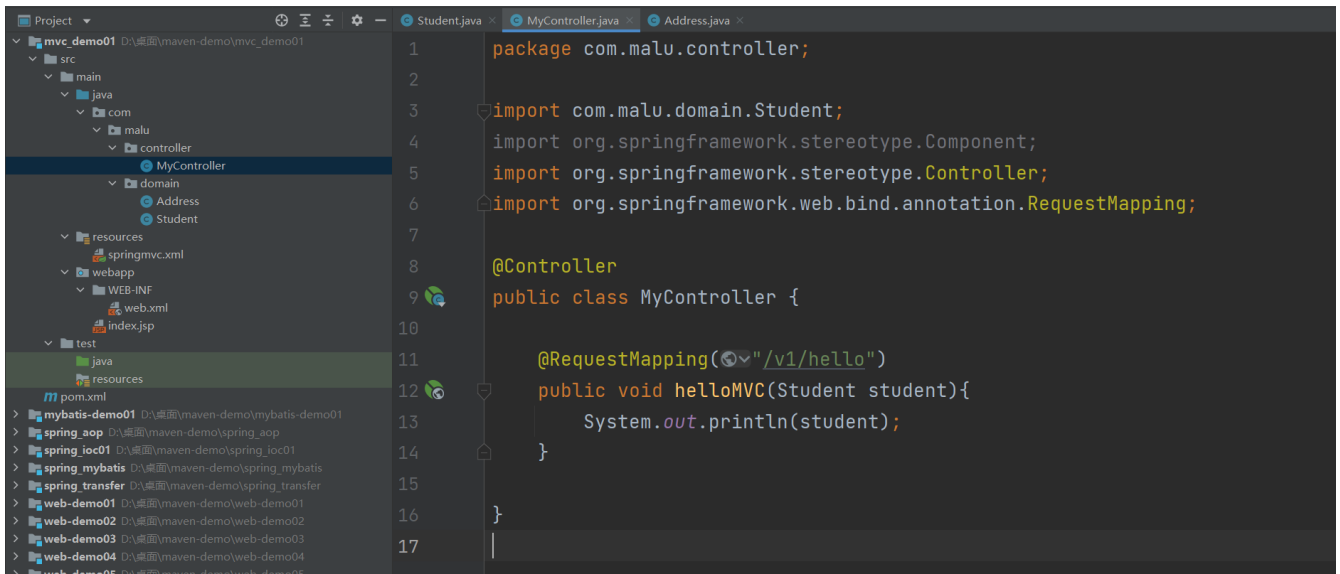 Project
Student.java
MyController.java
Address.java
mvc_demo01 D:\桌面\maven-demo\mvc_demo01
src
main
java
com
malu
controller
MyController
domain
Address
Student
resources
springmvc.xml
webapp
WEB-INF
web.xml
index.jsp
test
java
resources
pom.xml
mybatis-demo01 D:\桌面\maven-demo\mybatis-demo01
spring_aop D:\桌面\maven-demo\spring_aop
spring_ioc01 D:\桌面\maven-demo\spring_ioc01
spring_mybatis D:\桌面\maven-demo\spring_mybatis
spring_transfer D:\桌面\maven-demo\spring_transfer
web-demo01 D:\桌面\maven-demo\web-demo01
web-demo02 D:\桌面\maven-demo\web-demo02
web-demo03 D:\桌面\maven-demo\web-demo03
web-demo04 D:\桌面\maven-demo\web-demo04
1 package com.malu.controller;
2
3 import com.malu.domain.Student;
4 import org.springframework.stereotype.Component;
5 import org.springframework.stereotype.Controller;
6 import org.springframework.web.bind.annotation.RequestMapping;
7
8 @Controller
9 public class MyController {
10
11 @RequestMapping("/v1/hello")
12 public void helloMVC(Student student){
13 System.out.println(student);
14 }
15
16 }
17